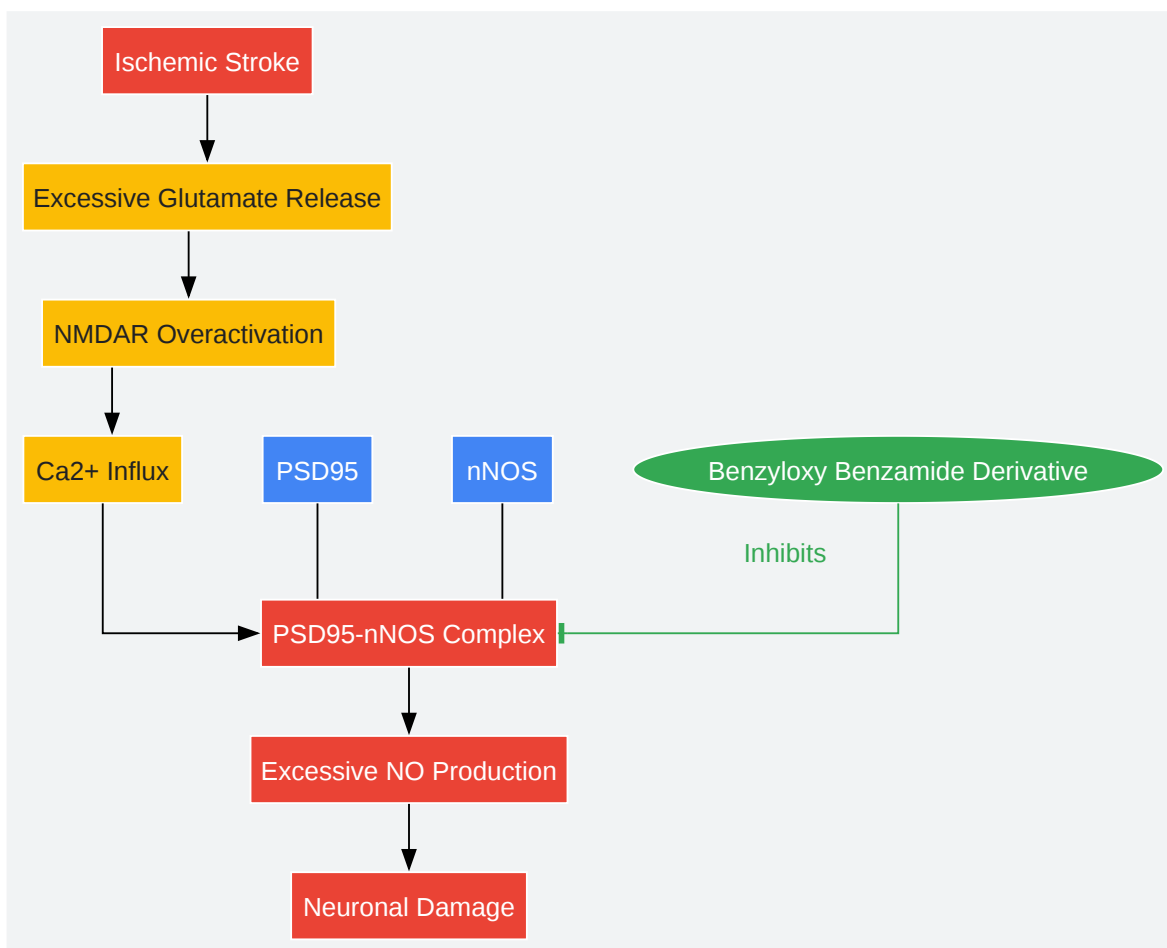 Ischemic Stroke
Excessive Glutamate Release
NMDAR Overactivation
Ca2+ Influx
PSD95
nNOS
Benzyloxy Benzamide Derivative
Inhibits
PSD95-nNOS Complex
Excessive NO Production
Neuronal Damage